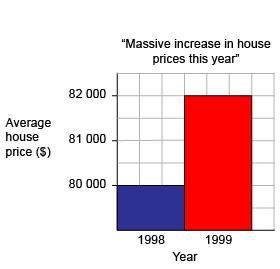 “Massive increase in house
prices this year”
Average
house
price ($)
82 000
81 000
80 000
1998
1999
Year